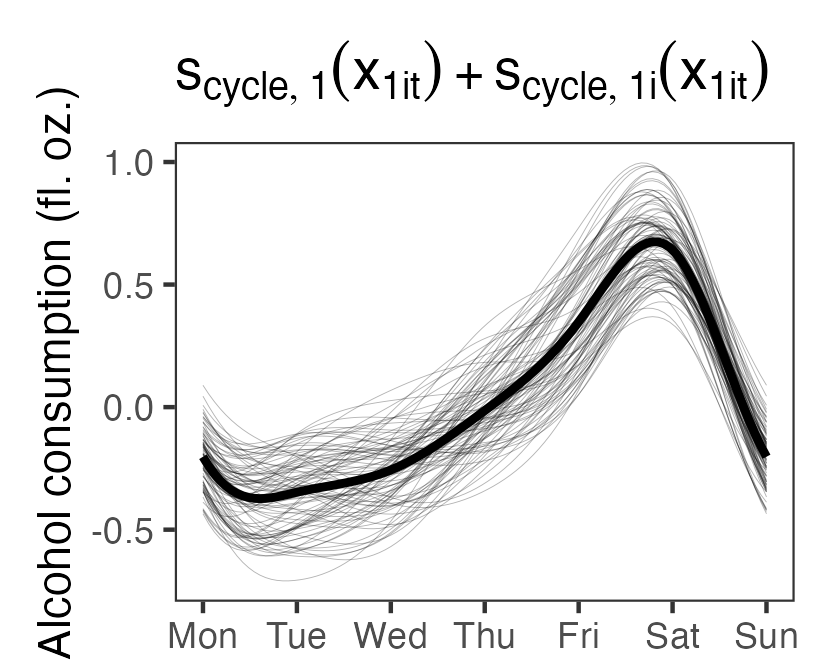 s_cycle, 1(x_1it) + s_cycle, 1i(x_1it)
Alcohol consumption (fl. oz.)
1.0
0.5
0.0
-0.5
Mon Tue Wed Thu Fri Sat Sun